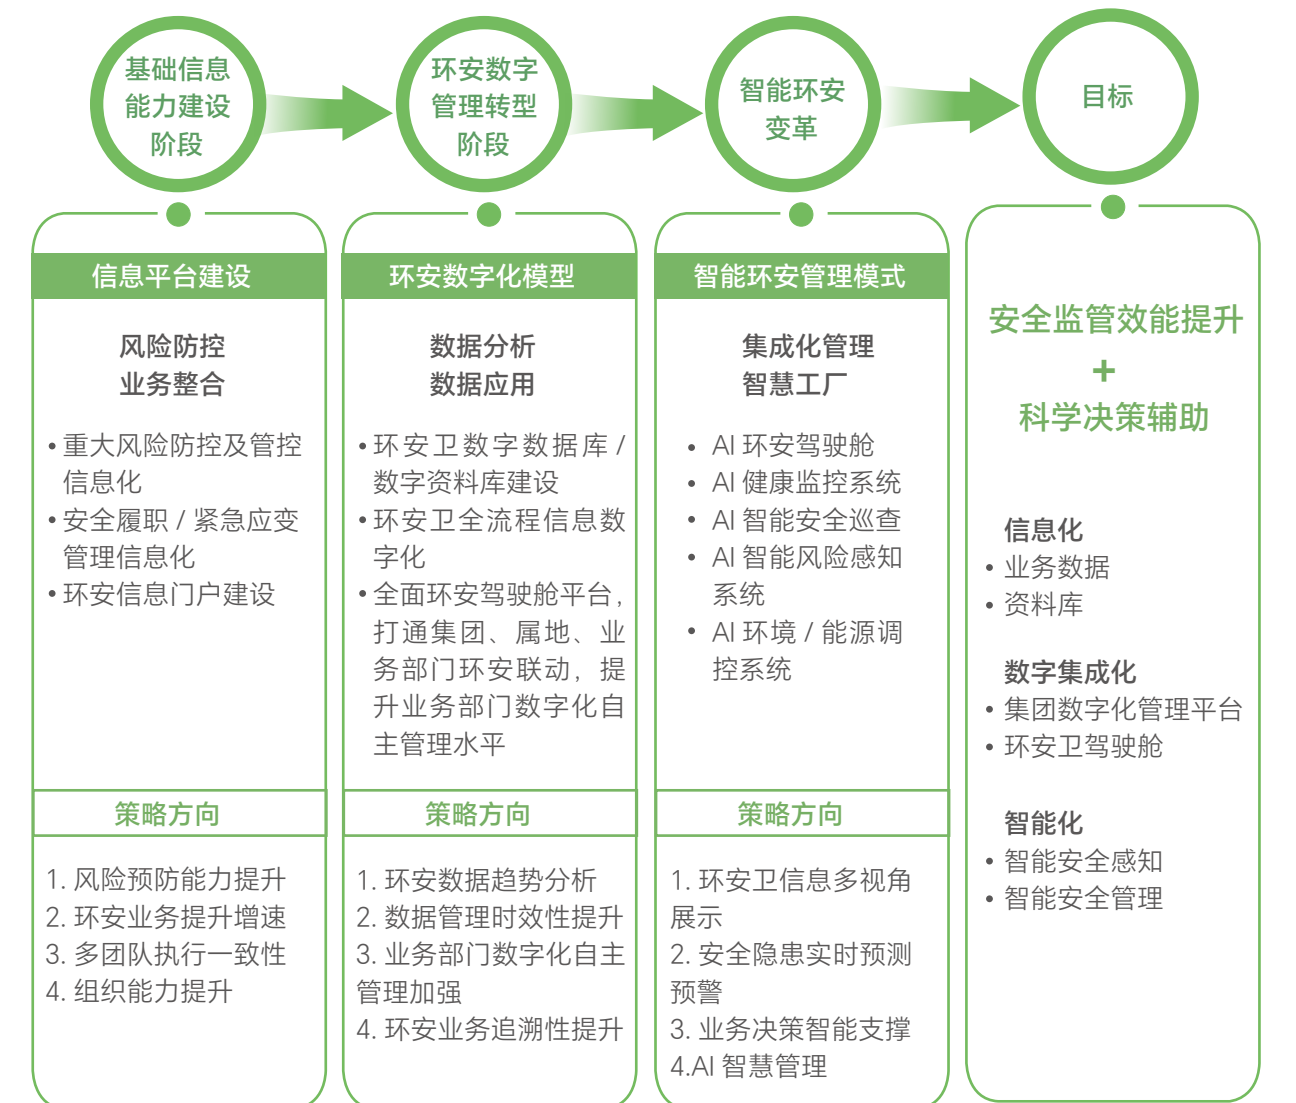 基础信息
能力建设
阶段
环安数字
管理转型
阶段
智能环安
变革
目标
信息平台建设
风险防控
业务整合
•重大风险防控及管控
信息化
•安全履职 / 紧急应变
管理信息化
•环安信息门户建设
策略方向
1. 风险预防能力提升
2. 环安业务提升增速
3. 多团队执行一致性
4. 组织能力提升
环安数字化模型
数据分析
数据应用
•环安卫数字数据库 /
数字资料库建设
•环安卫全流程信息数
字化
•全面环安驾驶舱平台，
打通集团、属地、业
务部门环安联动，提
升业务部门数字化自
主管理水平
策略方向
1. 环安数据趋势分析
2. 数据管理时效性提升
3. 业务部门数字化自主
管理加强
4. 环安业务追溯性提升
智能环安管理模式
集成化管理
智慧工厂
• AI 环安驾驶舱
• AI 健康监控系统
• AI 智能安全巡查
• AI 智能风险感知
系统
• AI 环境 / 能源调
控系统
策略方向
1. 环安卫信息多视角
展示
2. 安全隐患实时预测
预警
3. 业务决策智能支撑
4.AI 智慧管理
安全监管效能提升
+
科学决策辅助
信息化
• 业务数据
• 资料库
数字集成化
• 集团数字化管理平台
• 环安卫驾驶舱
智能化
• 智能安全感知
• 智能安全管理